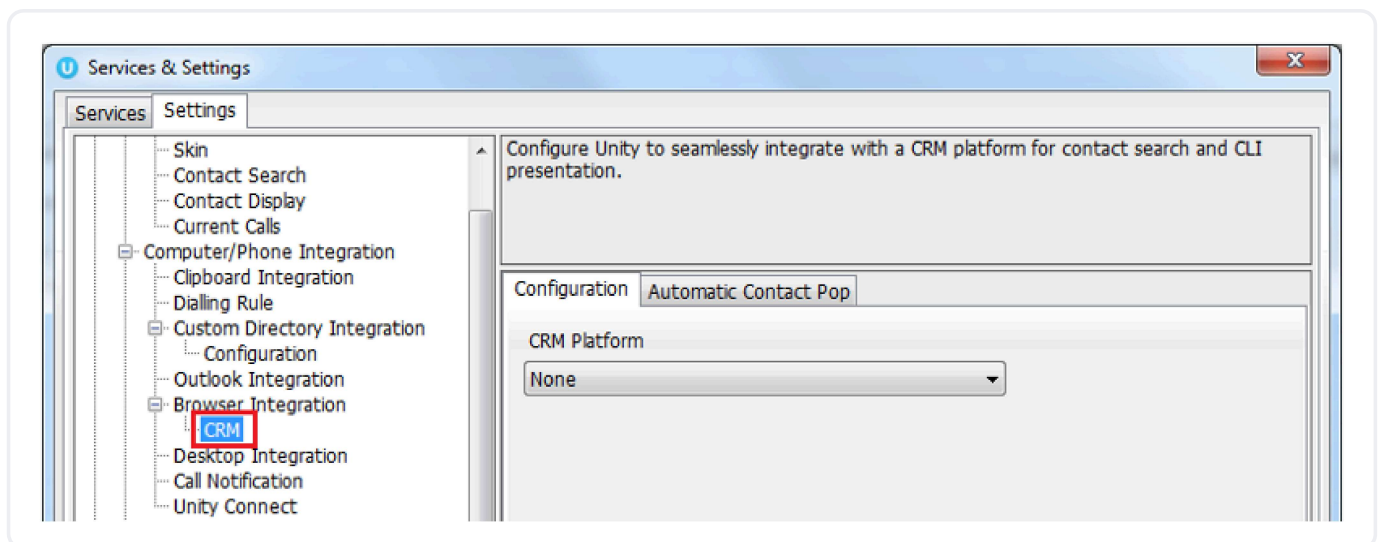 Services & Settings
Services
Settings
Skin
Contact Search
Contact Display
Current Calls
Computer/Phone Integration
Clipboard Integration
Dialling Rule
Custom Directory Integration
Configuration
Outlook Integration
Browser Integration
CRM
Desktop Integration
Call Notification
Unity Connect
Configure Unity to seamlessly integrate with a CRM platform for contact search and CLI
presentation.
Configuration
Automatic Contact Pop
CRM Platform
None